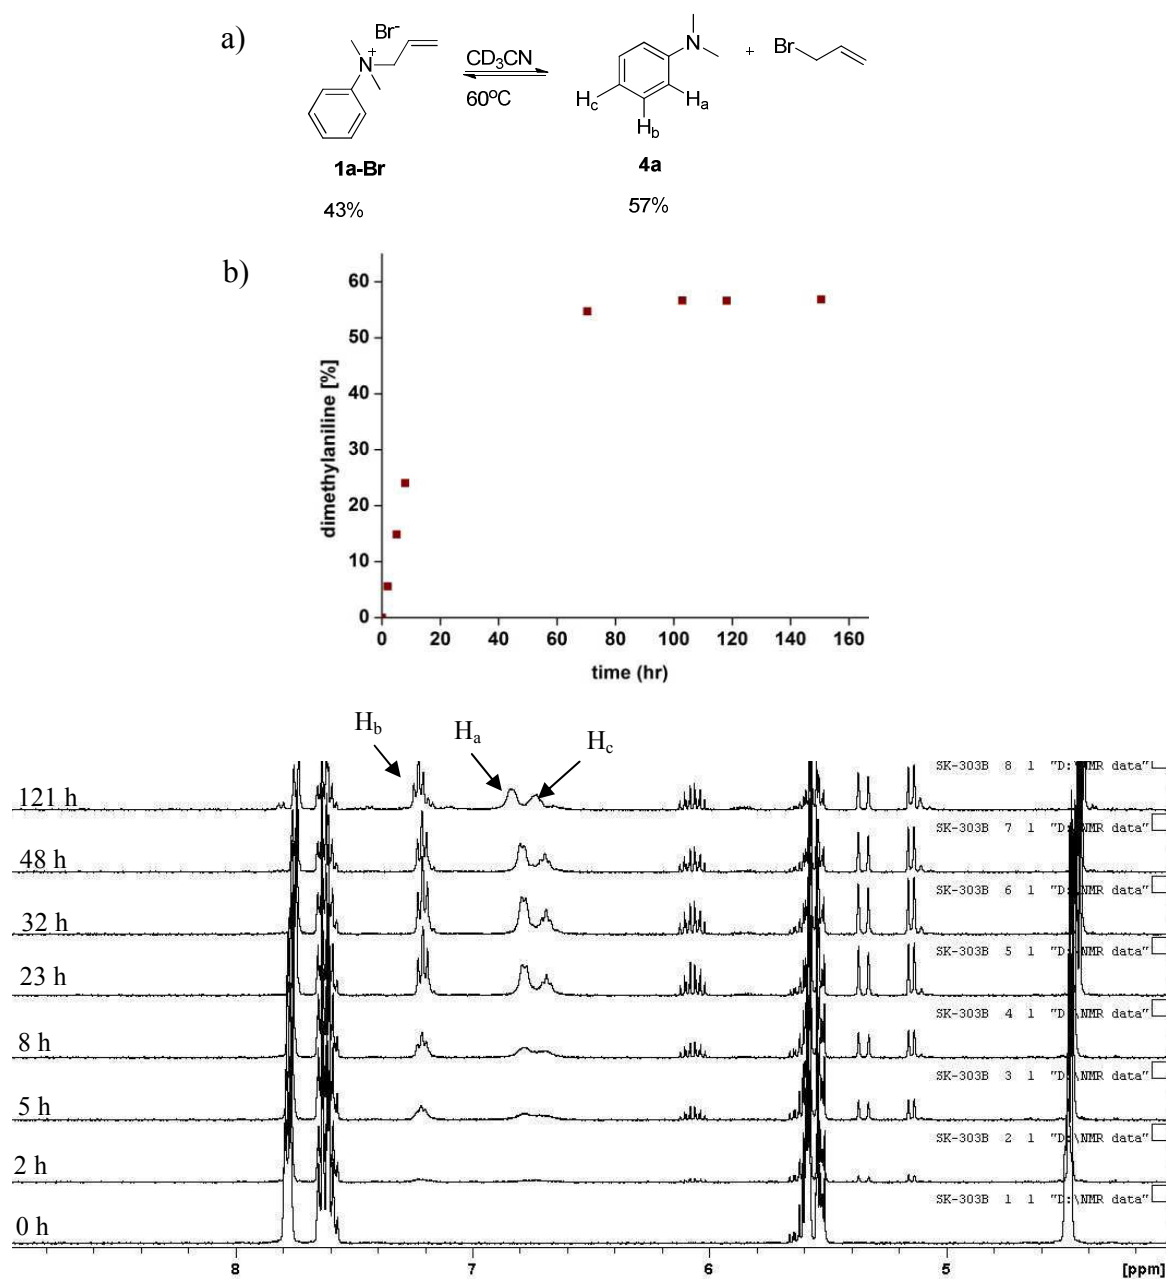 a)
Br⁻
N⁺
CD₃CN
60°C
N
+
Br
Hc
Ha
Hb
1a-Br
4a
43%
57%
b)
60
50
40
30
20
10
0
dimethylaniline [%]
0 20 40 60 80 100 120 140 160
time (hr)
Hb
Ha
Hc
SK-303B 8 1 "D:\NMR data"
121 h
SK-303B 7 1 "D:\NMR data"
48 h
SK-303B 6 1 "D:\NMR data"
32 h
SK-303B 5 1 "D:\NMR data"
23 h
SK-303B 4 1 "D:\NMR data"
8 h
SK-303B 3 1 "D:\NMR data"
5 h
SK-303B 2 1 "D:\NMR data"
2 h
SK-303B 1 1 "D:\NMR data"
0 h
8 7 6 5 [ppm]